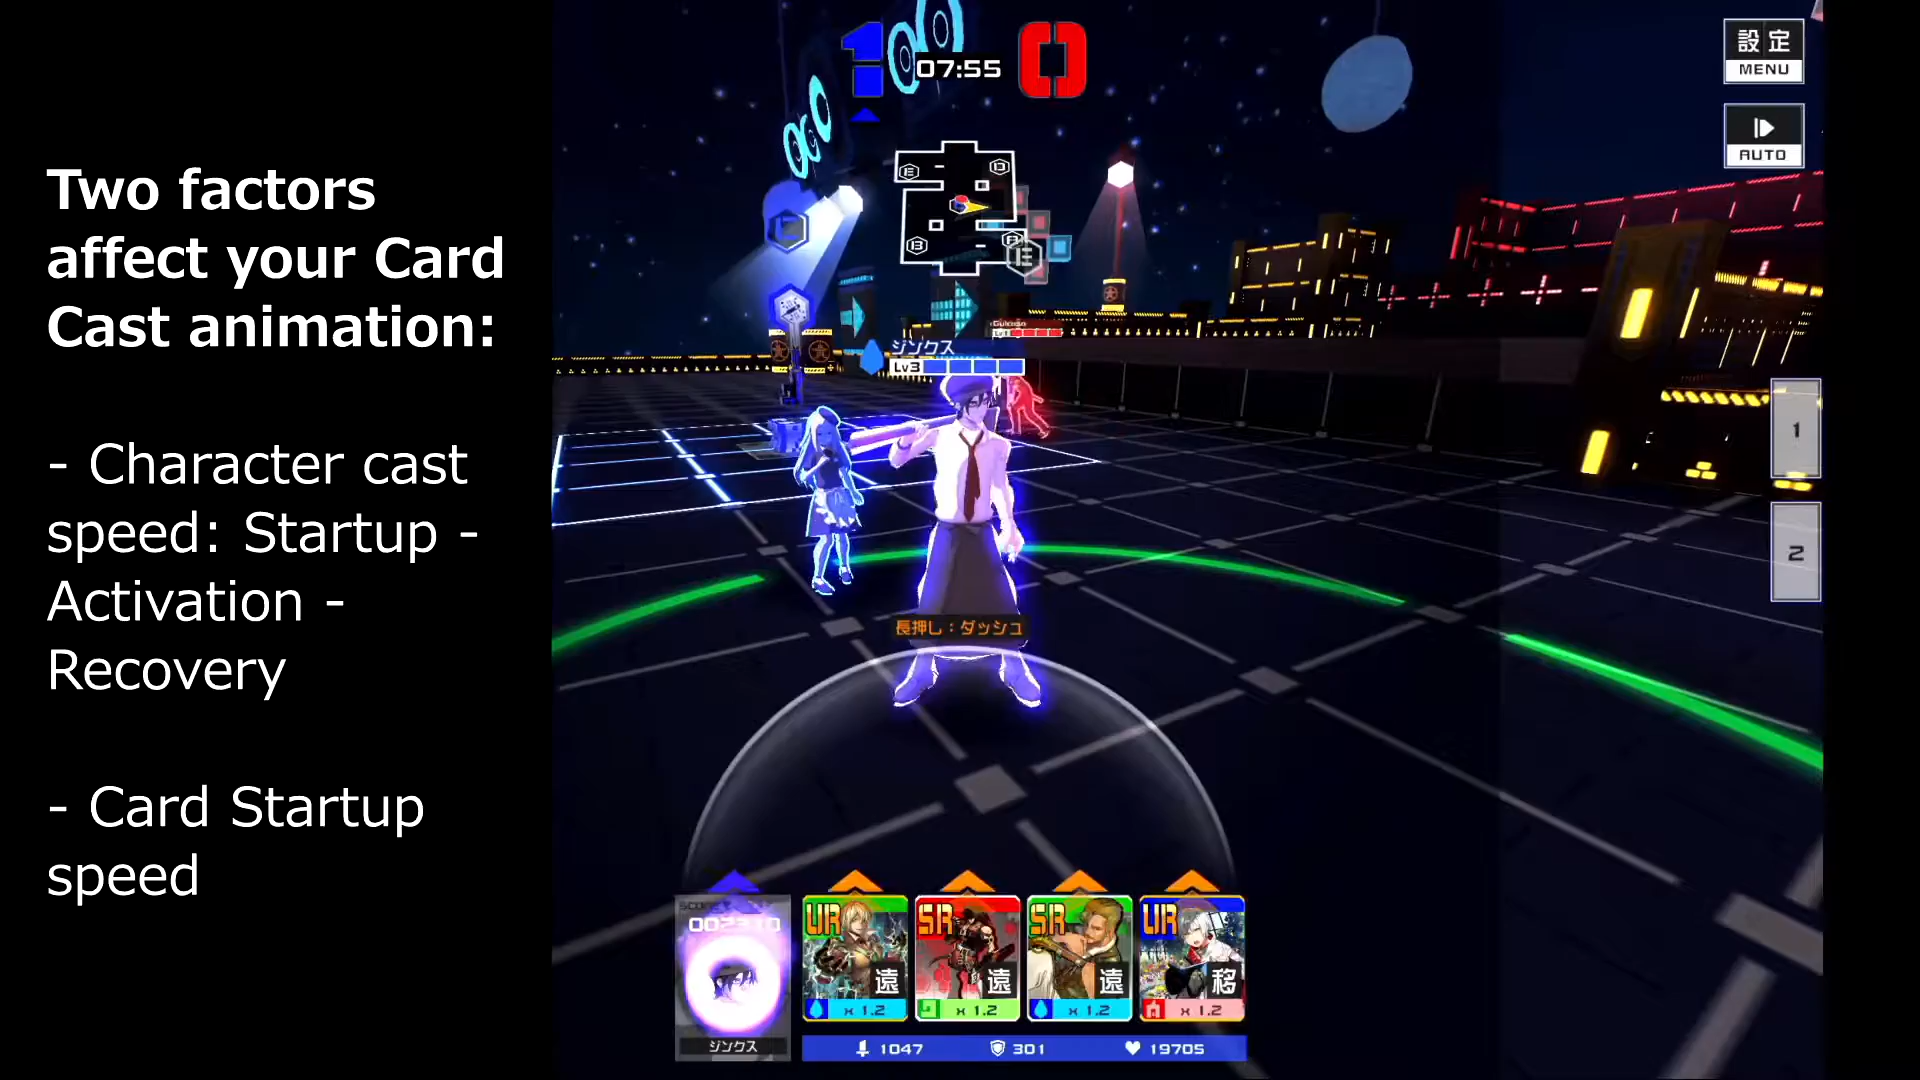 Two factors
affect your Card
Cast animation:
- Character cast
speed: Startup -
Activation -
Recovery
- Card Startup
speed
1
07:55
0
設定
MENU
AUTO
E
D
B
A
E
ジンクス
Lv3
1
2
長押し：ダッシュ
UR
遠
x 1.2
SR
遠
x 1.2
SR
遠
x 1.2
UR
移
x 1.2
ジンクス
1047
301
19705